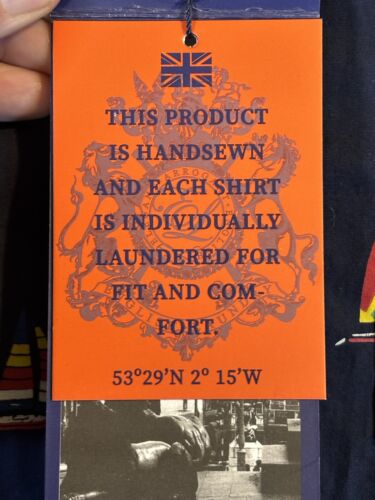 THIS PRODUCT
IS HANDSEWN
AND EACH SHIRT
IS INDIVIDUALLY
LAUNDERED FOR
FIT AND COM-
FORT.
53°29'N 2° 15'W